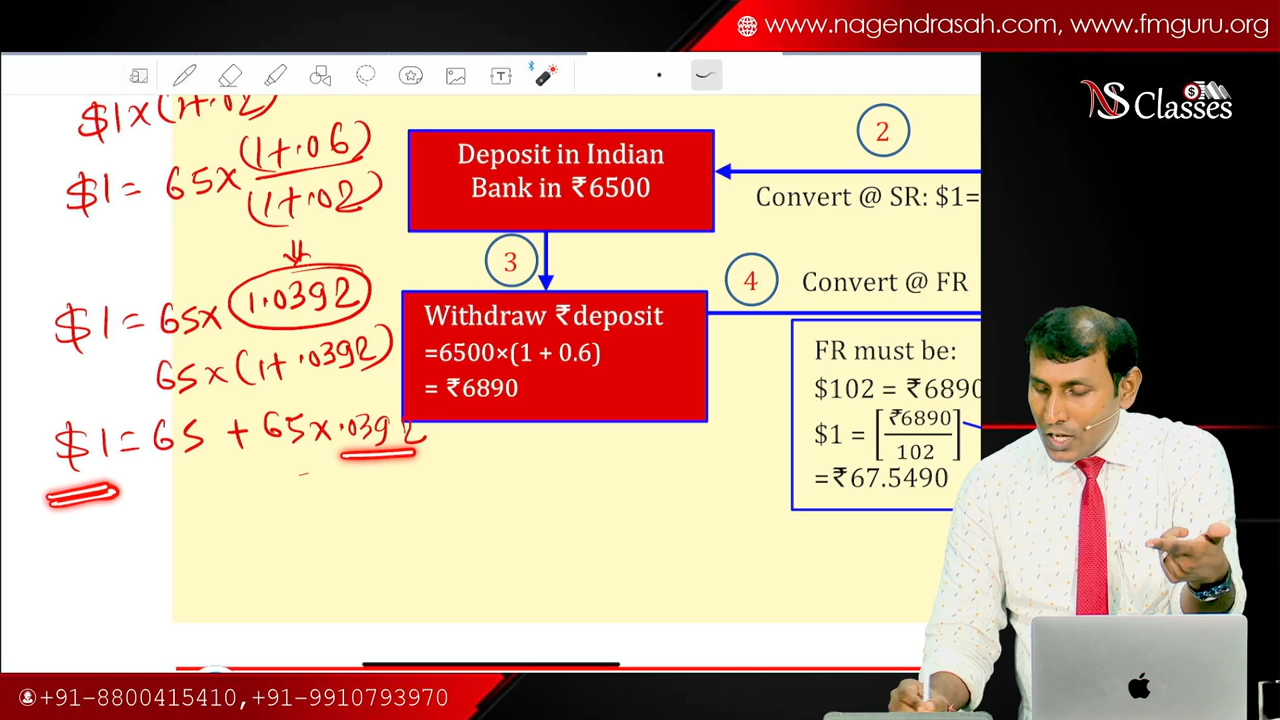 www.nagendrasah.com, www.fmguru.org
NS Classes
$1×(1+.02)
$1 = 65× (1+.06)
(1+.02)
$1 = 65× 1.0392
65×(1+.0392)
$1 = 65 + 65×.0392
Deposit in Indian
Bank in ₹6500
2
Convert @ SR: $1=
3
4
Convert @ FR
Withdraw ₹deposit
=6500×(1 + 0.6)
= ₹6890
FR must be:
$102 = ₹6890
$1 = [₹6890
102]
=₹67.5490
+91-8800415410,+91-9910793970